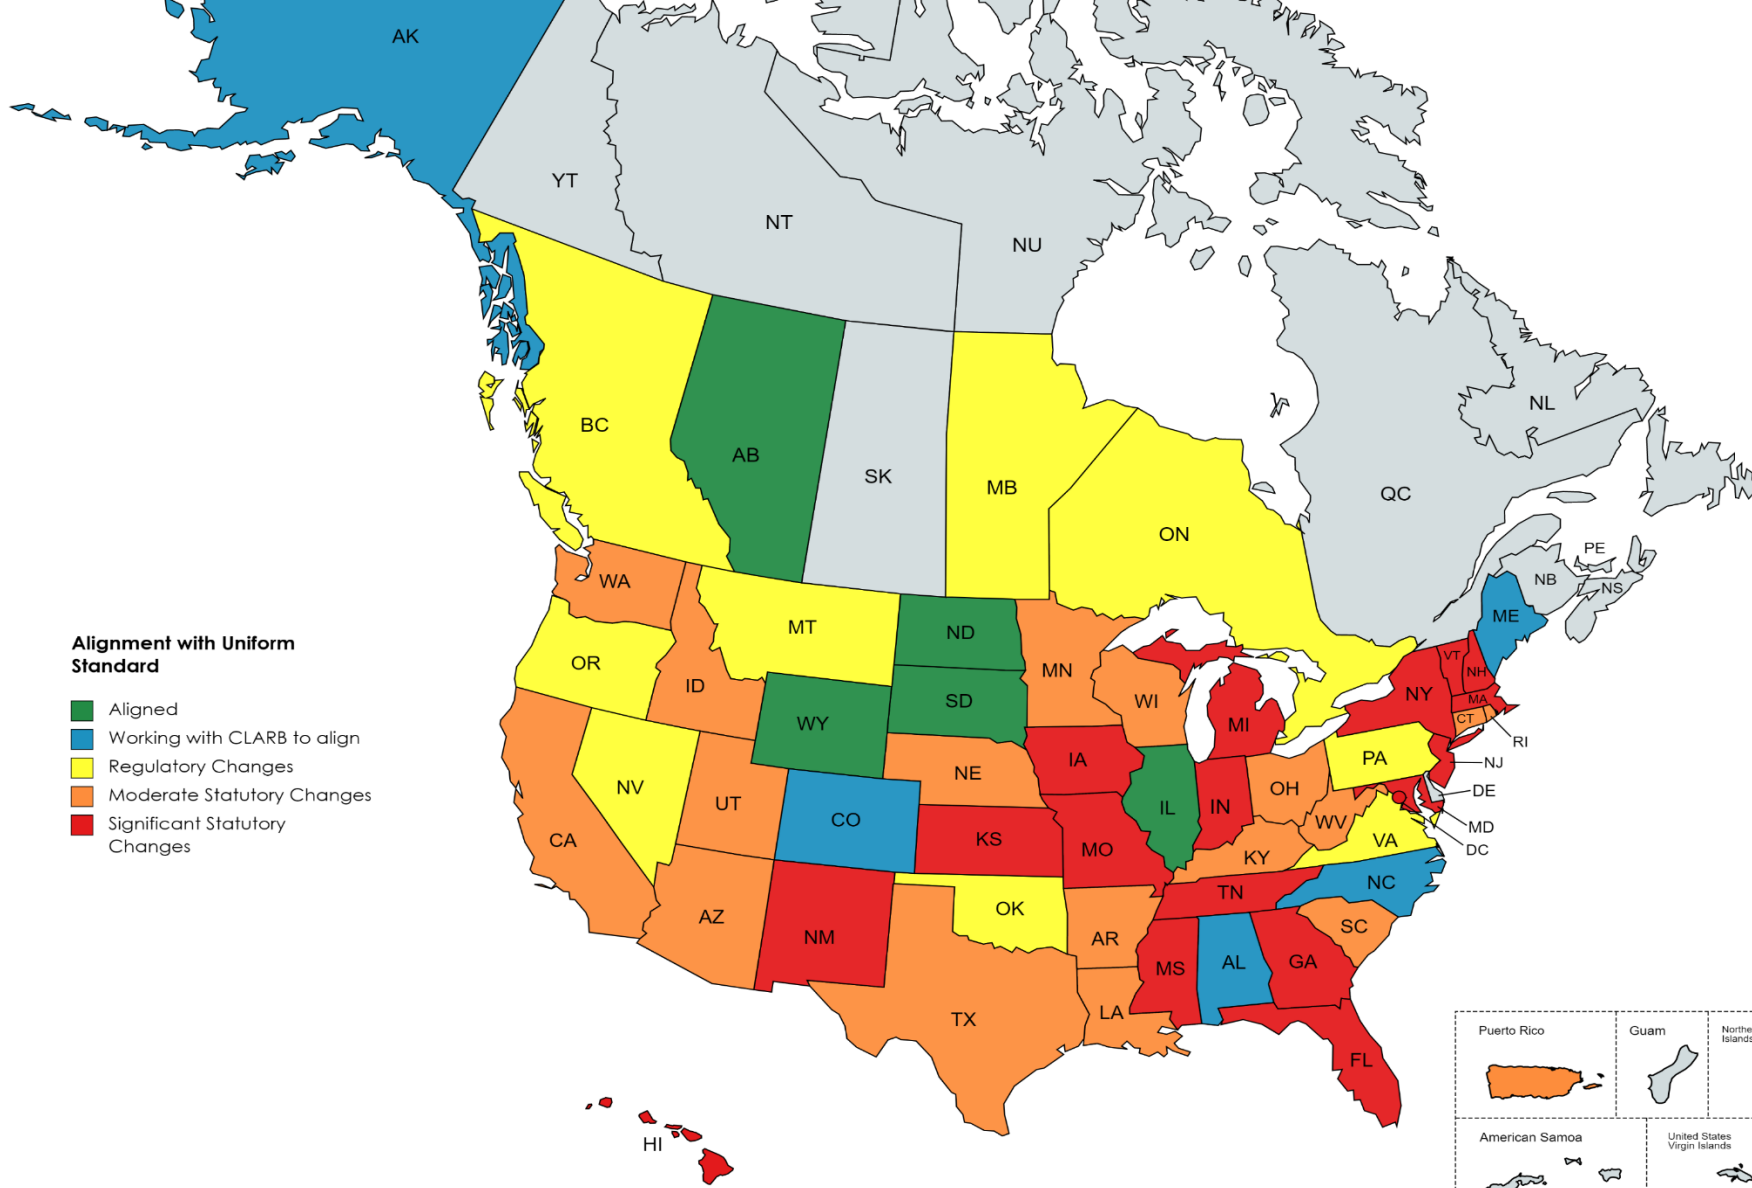 AK
YT
NT
NU
BC
AB
SK
MB
ON
QC
NL
PE
NB
NS
WA
MT
ND
MN
ME
OR
ID
WY
SD
WI
MI
NY
VT
NH
MA
CT
RI
NV
UT
CO
NE
IA
IL
IN
OH
PA
NJ
DE
MD
DC
CA
KS
MO
KY
WV
VA
AZ
NM
OK
AR
TN
NC
SC
TX
LA
MS
AL
GA
FL
HI
Alignment with Uniform
Standard
Aligned
Working with CLARB to align
Regulatory Changes
Moderate Statutory Changes
Significant Statutory
Changes
Puerto Rico
Guam
Northe
Islands
American Samoa
United States
Virgin Islands